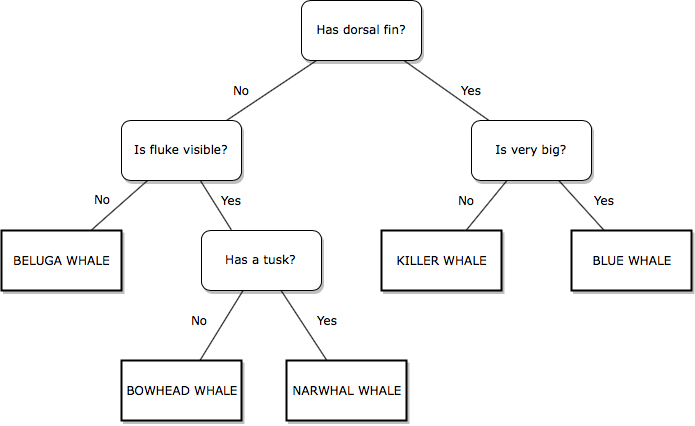 Has dorsal fin?
No
Yes
Is fluke visible?
Is very big?
No
Yes
No
Yes
BELUGA WHALE
Has a tusk?
KILLER WHALE
BLUE WHALE
No
Yes
BOWHEAD WHALE
NARWHAL WHALE